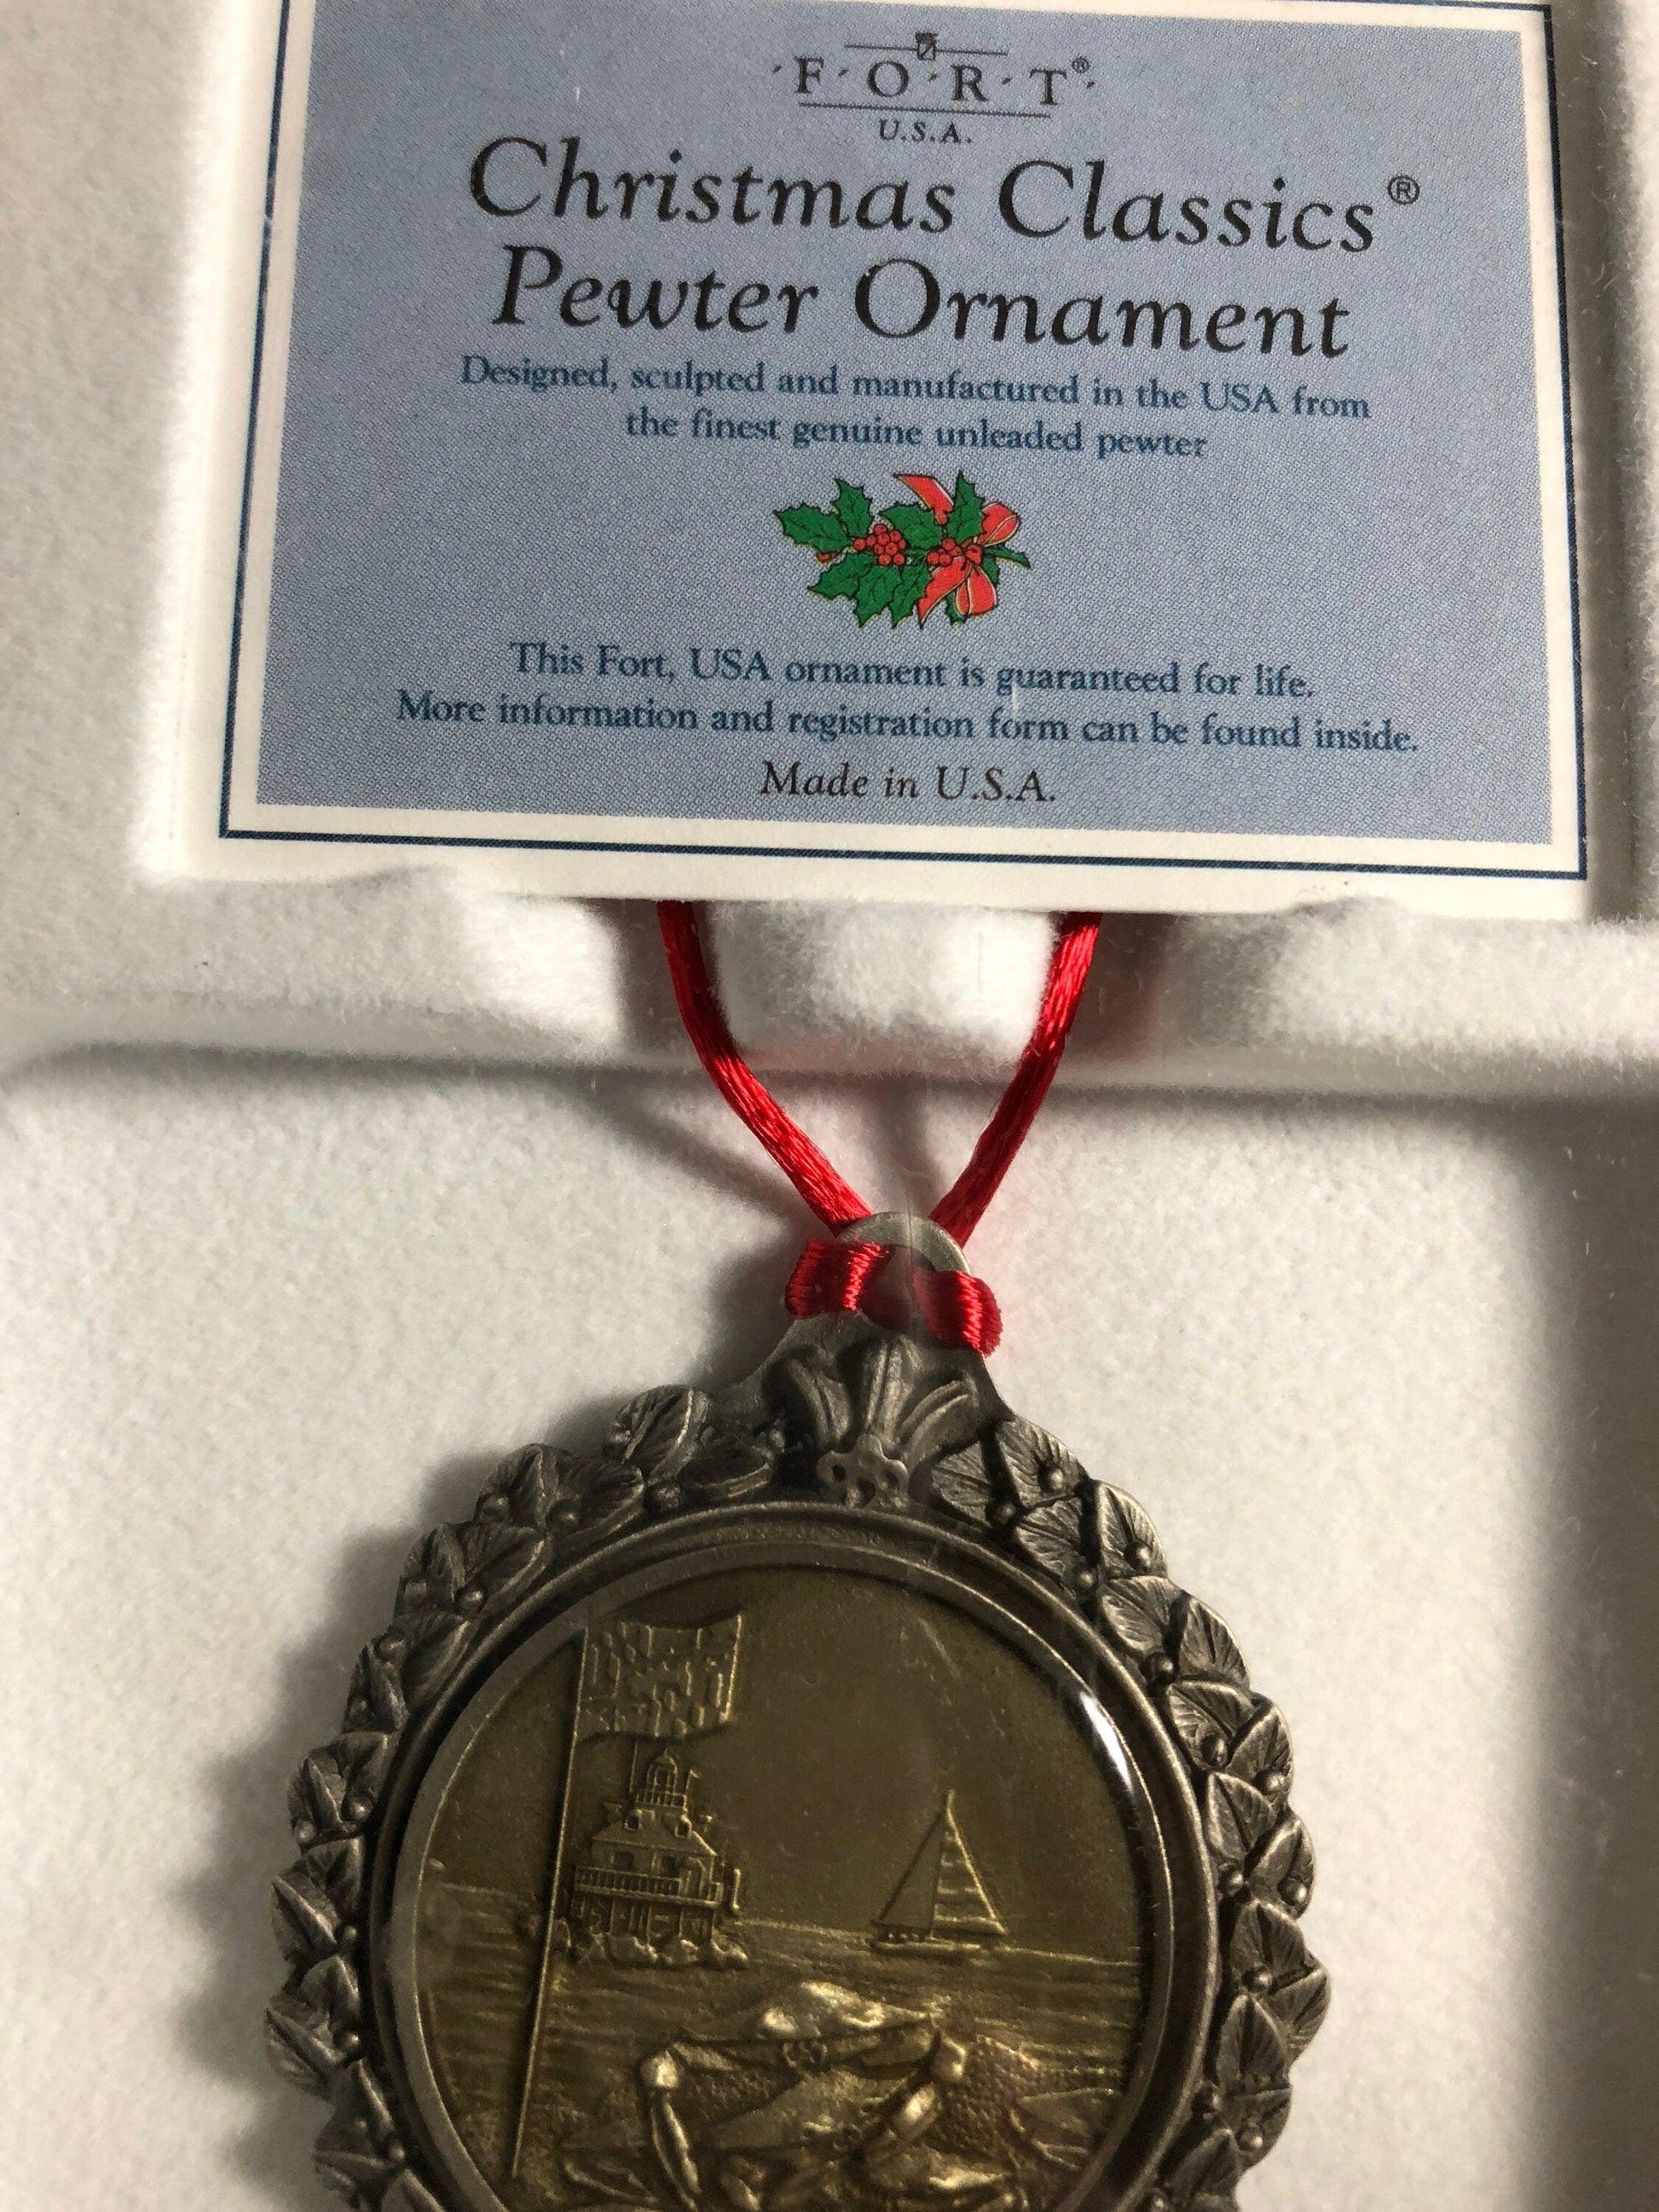 ·F·O·R·T®·
U.S.A.
Christmas Classics®
Pewter Ornament
Designed, sculpted and manufactured in the USA from
the finest genuine unleaded pewter
This Fort, USA ornament is guaranteed for life.
More information and registration form can be found inside.
Made in U.S.A.